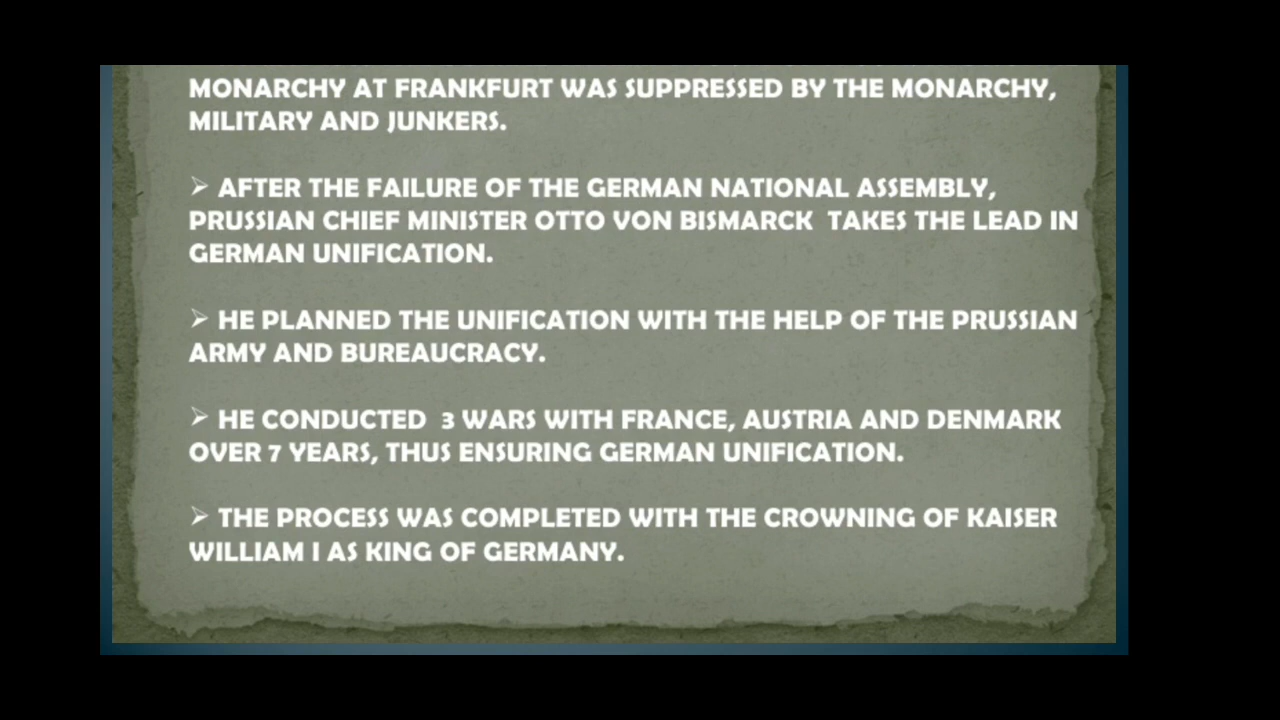 MONARCHY AT FRANKFURT WAS SUPPRESSED BY THE MONARCHY,
MILITARY AND JUNKERS.
➢ AFTER THE FAILURE OF THE GERMAN NATIONAL ASSEMBLY,
PRUSSIAN CHIEF MINISTER OTTO VON BISMARCK TAKES THE LEAD IN
GERMAN UNIFICATION.
➢ HE PLANNED THE UNIFICATION WITH THE HELP OF THE PRUSSIAN
ARMY AND BUREAUCRACY.
➢ HE CONDUCTED 3 WARS WITH FRANCE, AUSTRIA AND DENMARK
OVER 7 YEARS, THUS ENSURING GERMAN UNIFICATION.
➢ THE PROCESS WAS COMPLETED WITH THE CROWNING OF KAISER
WILLIAM I AS KING OF GERMANY.